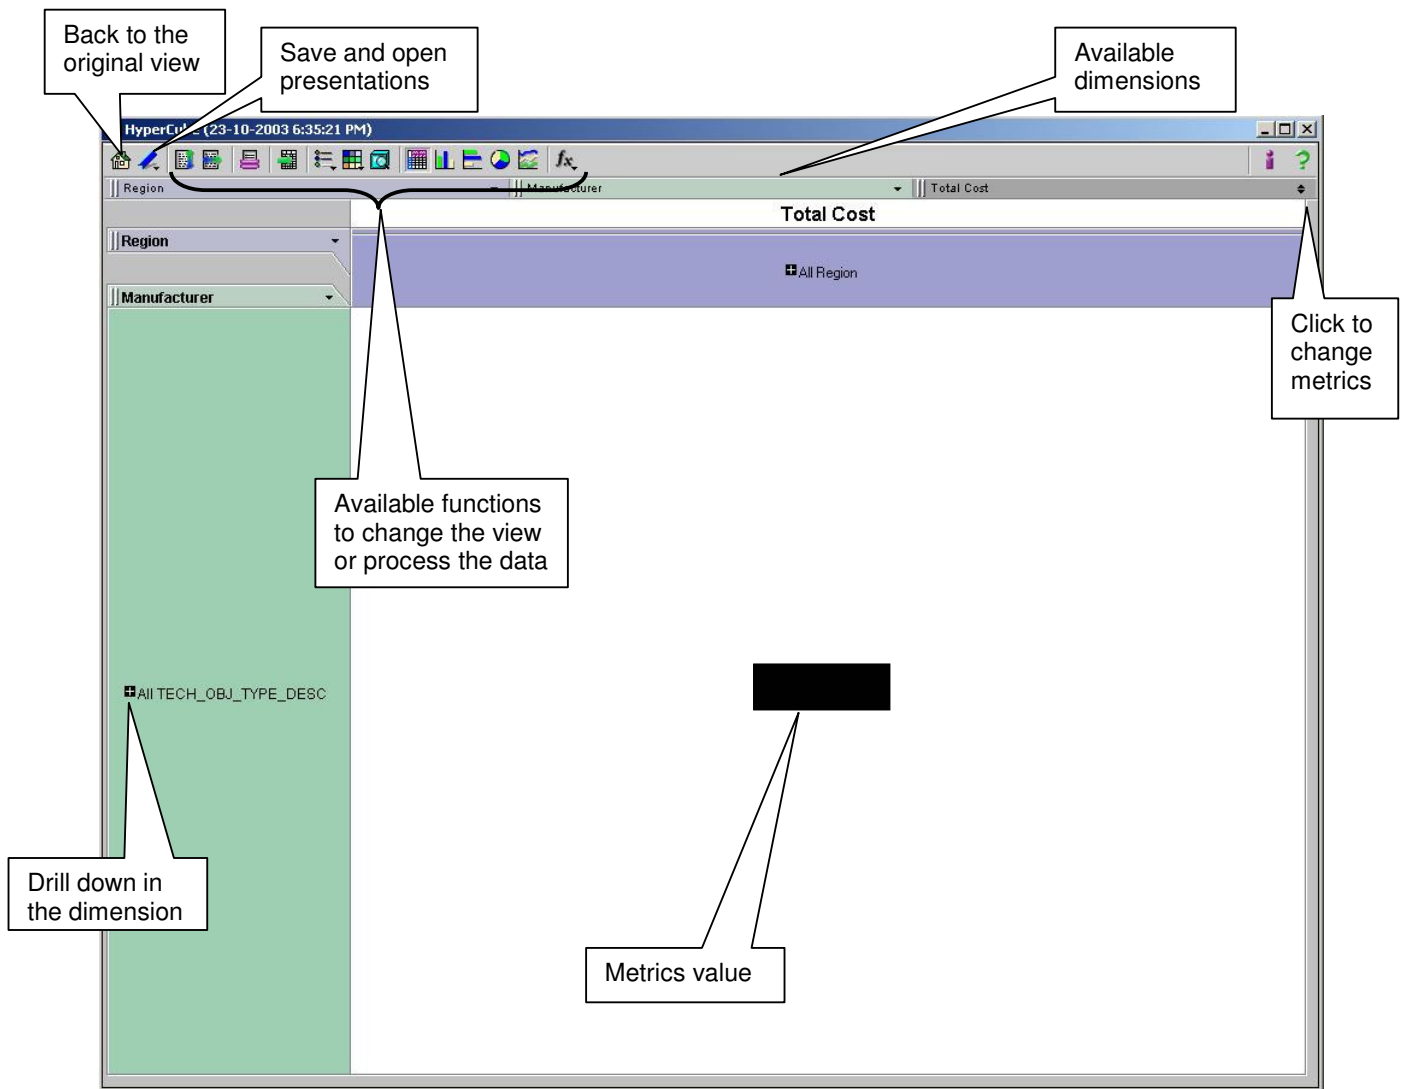 Back to the
original view
Save and open
presentations
Available
dimensions
HyperCube (23-10-2003 6:35:21 PM)
fx
Region
Manufacturer
Total Cost
Total Cost
Region
All Region
Manufacturer
Click to
change
metrics
Available functions
to change the view
or process the data
All TECH_OBJ_TYPE_DESC
Drill down in
the dimension
Metrics value